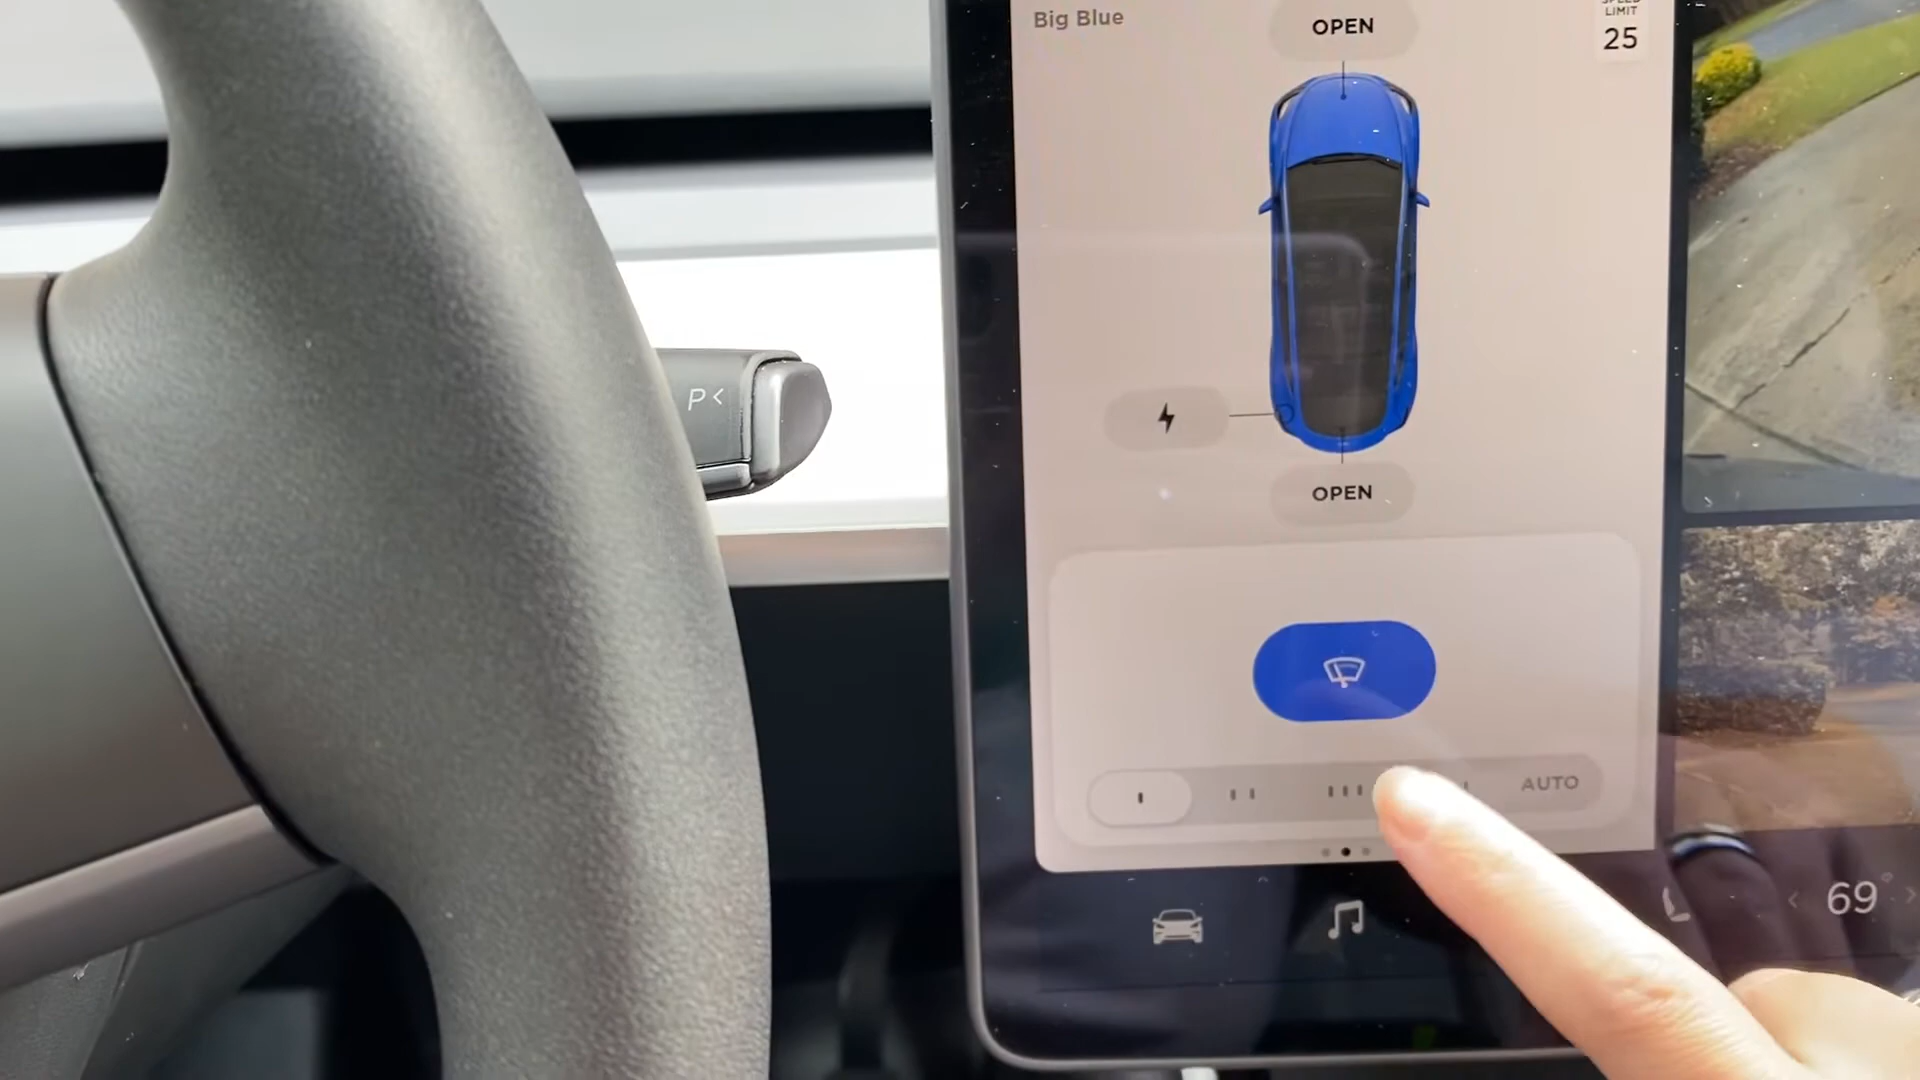 Big Blue
OPEN
SPEED
LIMIT
25
P<
OPEN
AUTO
69°